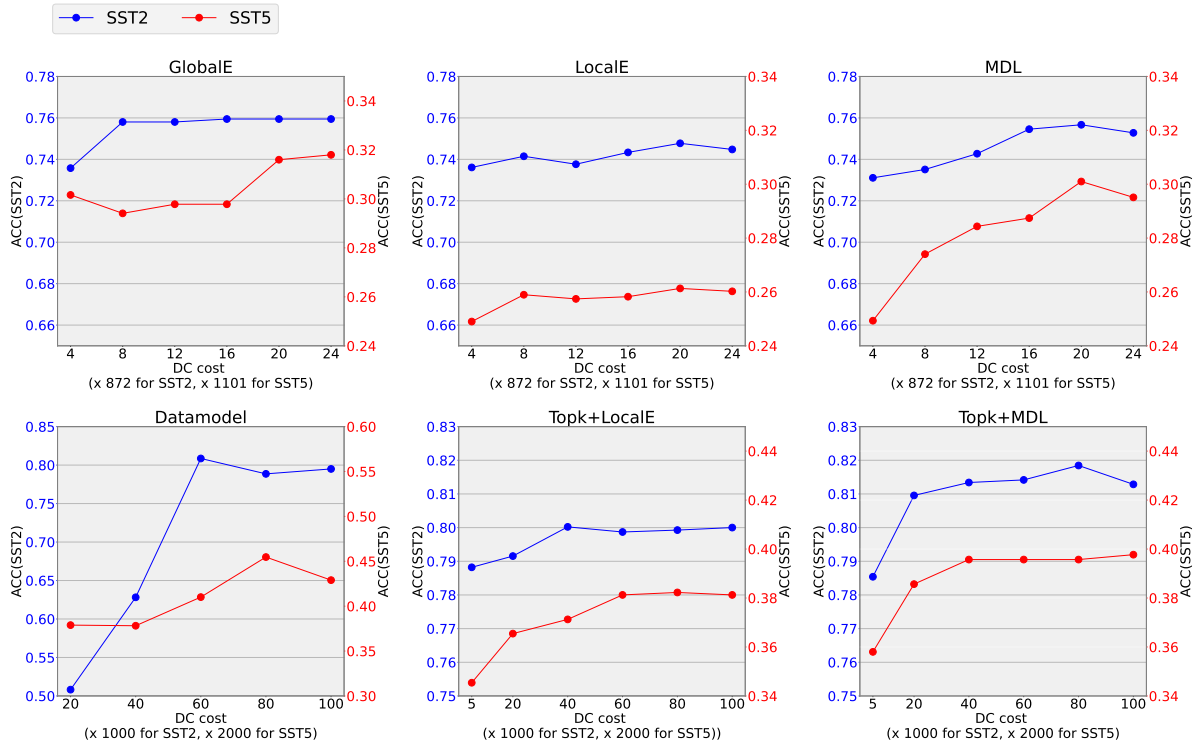 SST2 SST5
GlobalE
0.78
0.76
0.74
0.72
0.70
0.68
0.66
ACC(SST2)
0.34
0.32
0.30
0.28
0.26
0.24
ACC(SST5)
4 8 12 16 20 24
DC cost
(x 872 for SST2, x 1101 for SST5)
LocalE
0.78
0.76
0.74
0.72
0.70
0.68
0.66
ACC(SST2)
0.34
0.32
0.30
0.28
0.26
0.24
ACC(SST5)
4 8 12 16 20 24
DC cost
(x 872 for SST2, x 1101 for SST5)
MDL
0.78
0.76
0.74
0.72
0.70
0.68
0.66
ACC(SST2)
0.34
0.32
0.30
0.28
0.26
0.24
ACC(SST5)
4 8 12 16 20 24
DC cost
(x 872 for SST2, x 1101 for SST5)
Datamodel
0.85
0.80
0.75
0.70
0.65
0.60
0.55
0.50
ACC(SST2)
0.60
0.55
0.50
0.45
0.40
0.35
0.30
ACC(SST5)
20 40 60 80 100
DC cost
(x 1000 for SST2, x 2000 for SST5)
Topk+LocalE
0.83
0.82
0.81
0.80
0.79
0.78
0.77
0.76
0.75
ACC(SST2)
0.44
0.42
0.40
0.38
0.36
0.34
ACC(SST5)
5 20 40 60 80 100
DC cost
(x 1000 for SST2, x 2000 for SST5))
Topk+MDL
0.83
0.82
0.81
0.80
0.79
0.78
0.77
0.76
0.75
ACC(SST2)
0.44
0.42
0.40
0.38
0.36
0.34
ACC(SST5)
5 20 40 60 80 100
DC cost
(x 1000 for SST2, x 2000 for SST5)